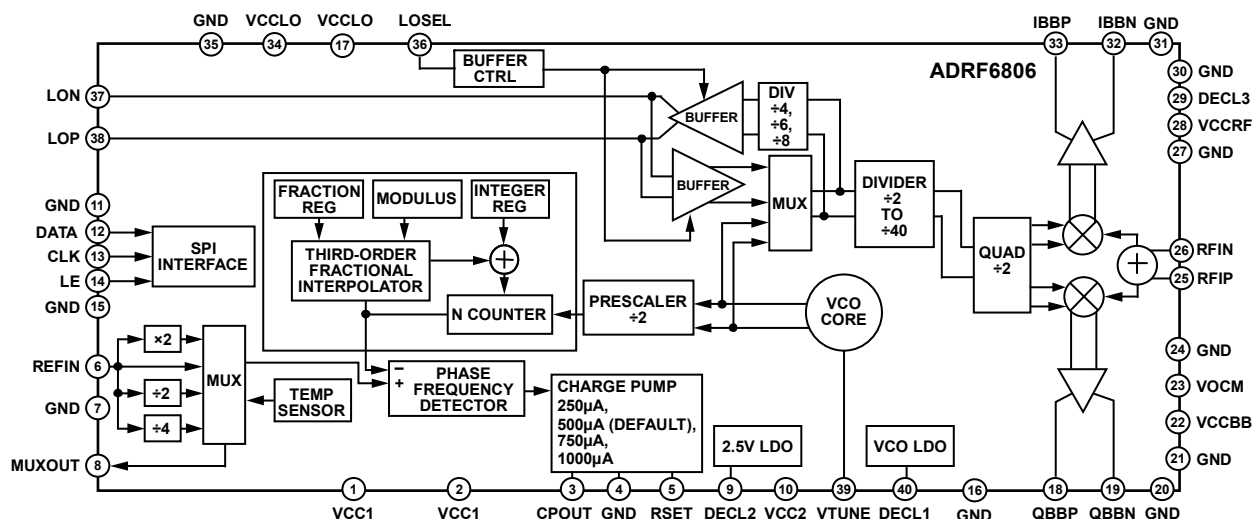 GND
VCCLO
VCCLO
LOSEL
IBBP
IBBN
GND
35
34
17
36
33
32
31
ADRF6806
BUFFER
CTRL
30 GND
29 DECL3
28 VCCRF
27 GND
LON 37
LOP 38
BUFFER
DIV
÷4,
÷6,
÷8
BUFFER
MUX
DIVIDER
÷2
TO
÷40
QUAD
÷2
+
26 RFIN
25 RFIP
GND 11
DATA 12
CLK 13
LE 14
GND 15
SPI
INTERFACE
FRACTION
REG
MODULUS
INTEGER
REG
THIRD-ORDER
FRACTIONAL
INTERPOLATOR
+
N COUNTER
PRESCALER
÷2
VCO
CORE
REFIN 6
GND 7
MUXOUT 8
×2
÷2
÷4
MUX
TEMP
SENSOR
−
+
PHASE
FREQUENCY
DETECTOR
CHARGE PUMP
250µA,
500µA (DEFAULT),
750µA,
1000µA
2.5V LDO
VCO LDO
24 GND
23 VOCM
22 VCCBB
21 GND
1
2
3
4
5
9
10
39
40
16
18
19
20
VCC1
VCC1
CPOUT
GND
RSET
DECL2
VCC2
VTUNE
DECL1
GND
QBBP
QBBN
GND